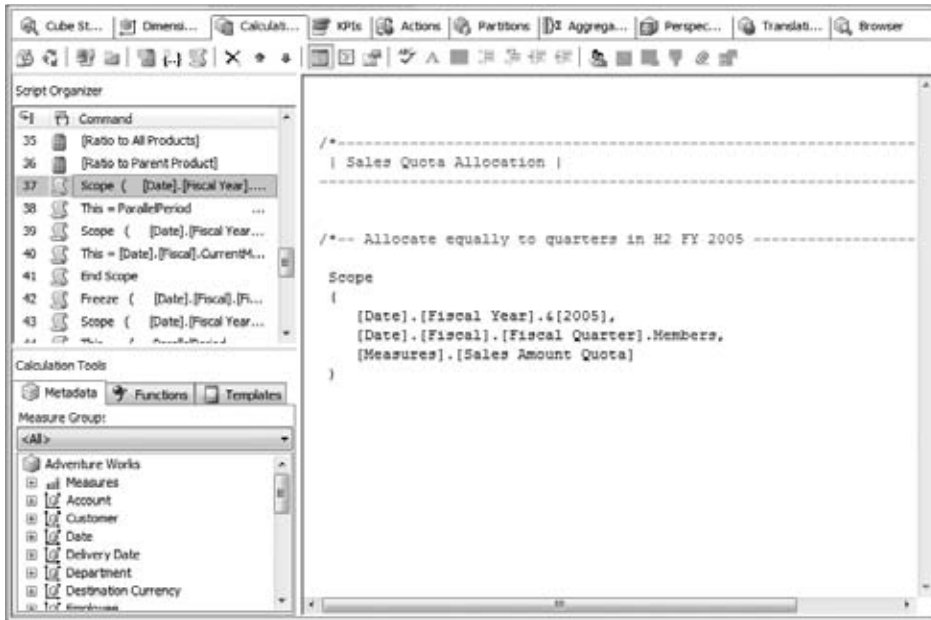 Cube St... Dimensi... Calculati... KPIs Actions Partitions Aggrega... Perspec... Translati... Browser
Script Organizer
Command
35 [Ratio to All Products]
36 [Ratio to Parent Product]
37 Scope ( [Date].[Fiscal Year]....
38 This = ParallelPeriod ...
39 Scope ( [Date].[Fiscal Year...
40 This = [Date].[Fiscal].CurrentM...
41 End Scope
42 Freeze ( [Date].[Fiscal].[Fi...
43 Scope ( [Date].[Fiscal Year...
Calculation Tools
Metadata Functions Templates
Measure Group:
<All>
Adventure Works
Measures
Account
Customer
Date
Delivery Date
Department
Destination Currency
Employee
/*--------------------------------------------------
| Sales Quota Allocation |
--------------------------------------------------
/*-- Allocate equally to quarters in H2 FY 2005 ------------------
Scope
(
[Date].[Fiscal Year].&[2005],
[Date].[Fiscal].[Fiscal Quarter].Members,
[Measures].[Sales Amount Quota]
)